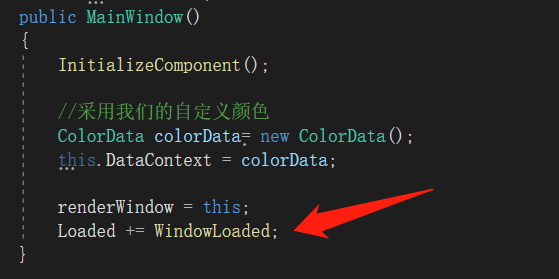 public MainWindow()
{
InitializeComponent();
//采用我们的自定义颜色
ColorData colorData= new ColorData();
this.DataContext = colorData;
renderWindow = this;
Loaded += WindowLoaded;
}